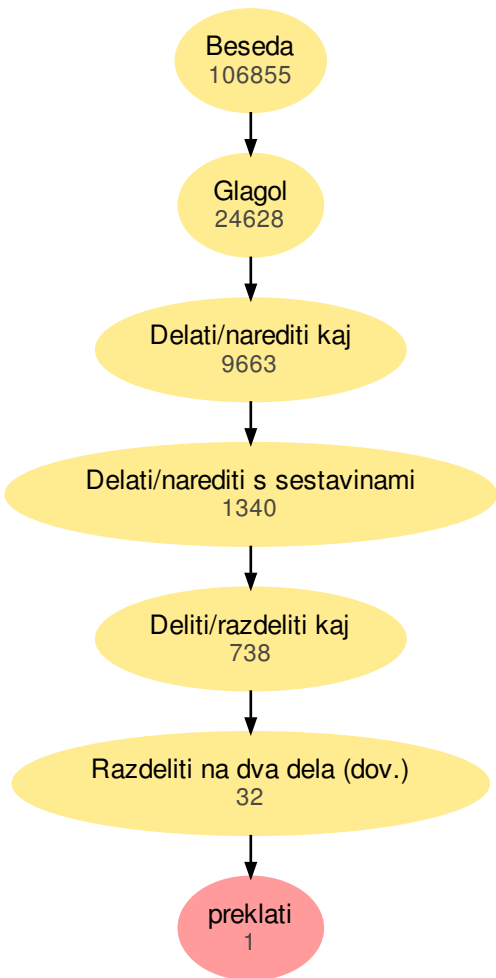 Beseda
106855
Glagol
24628
Delati/narediti kaj
9663
Delati/narediti s sestavinami
1340
Deliti/razdeliti kaj
738
Razdeliti na dva dela (dov.)
32
preklati
1